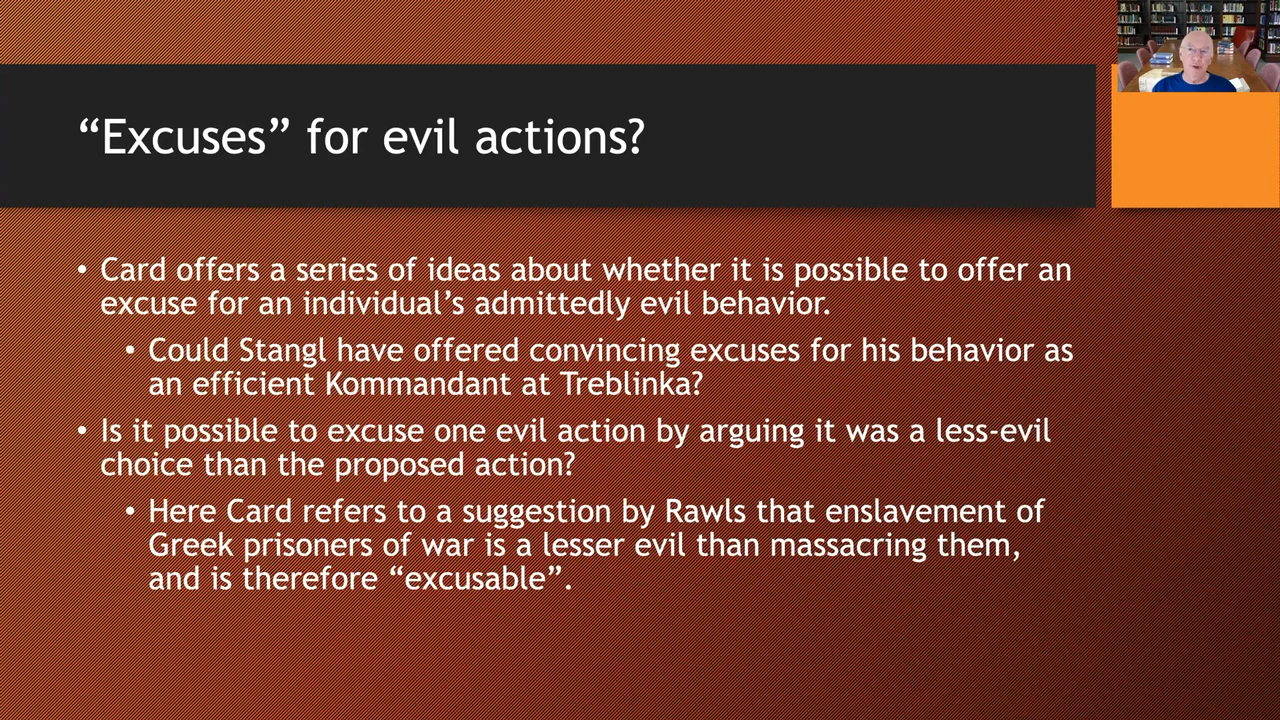 “Excuses” for evil actions?
• Card offers a series of ideas about whether it is possible to offer an
excuse for an individual’s admittedly evil behavior.
• Could Stangl have offered convincing excuses for his behavior as
an efficient Kommandant at Treblinka?
• Is it possible to excuse one evil action by arguing it was a less-evil
choice than the proposed action?
• Here Card refers to a suggestion by Rawls that enslavement of
Greek prisoners of war is a lesser evil than massacring them,
and is therefore “excusable”.